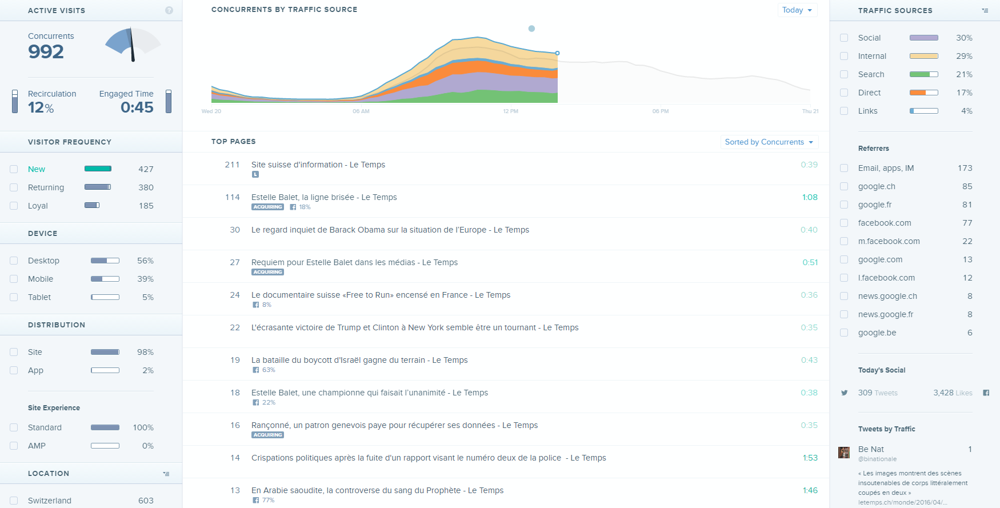 ACTIVE VISITS
?
Concurrents
992
Recirculation
12%
Engaged Time
0:45
VISITOR FREQUENCY
New 427
Returning 380
Loyal 185
DEVICE
Desktop 56%
Mobile 39%
Tablet 5%
DISTRIBUTION
Site 98%
App 2%
Site Experience
Standard 100%
AMP 0%
LOCATION
Switzerland 603
CONCURRENTS BY TRAFFIC SOURCE
Today
Wed 20 06 AM 12 PM 06 PM Thu 21
TOP PAGES
Sorted by Concurrents
211 Site suisse d'information - Le Temps 0:39
L
114 Estelle Balet, la ligne brisée - Le Temps 1:08
ACQUIRING 18%
30 Le regard inquiet de Barack Obama sur la situation de l’Europe - Le Temps 0:40
27 Requiem pour Estelle Balet dans les médias - Le Temps 0:51
ACQUIRING
24 Le documentaire suisse «Free to Run» encensé en France - Le Temps 0:36
8%
22 L'écrasante victoire de Trump et Clinton à New York semble être un tournant - Le Temps 0:35
19 La bataille du boycott d'Israël gagne du terrain - Le Temps 0:43
63%
18 Estelle Balet, une championne qui faisait l’unanimité - Le Temps 0:38
22%
16 Rançonné, un patron genevois paye pour récupérer ses données - Le Temps 0:35
ACQUIRING
14 Crispations politiques après la fuite d'un rapport visant le numéro deux de la police - Le Temps 1:53
13 En Arabie saoudite, la controverse du sang du Prophète - Le Temps 1:46
77%
TRAFFIC SOURCES
Social 30%
Internal 29%
Search 21%
Direct 17%
Links 4%
Referrers
Email, apps, IM 173
google.ch 85
google.fr 81
facebook.com 77
m.facebook.com 22
google.com 13
l.facebook.com 12
news.google.ch 8
news.google.fr 8
google.be 6
Today's Social
309 Tweets 3,428 Likes
Tweets by Traffic
Be Nat 1
@binationale
« Les images montrent des scènes
insoutenables de corps littéralement
coupés en deux »
letemps.ch/monde/2016/04/...